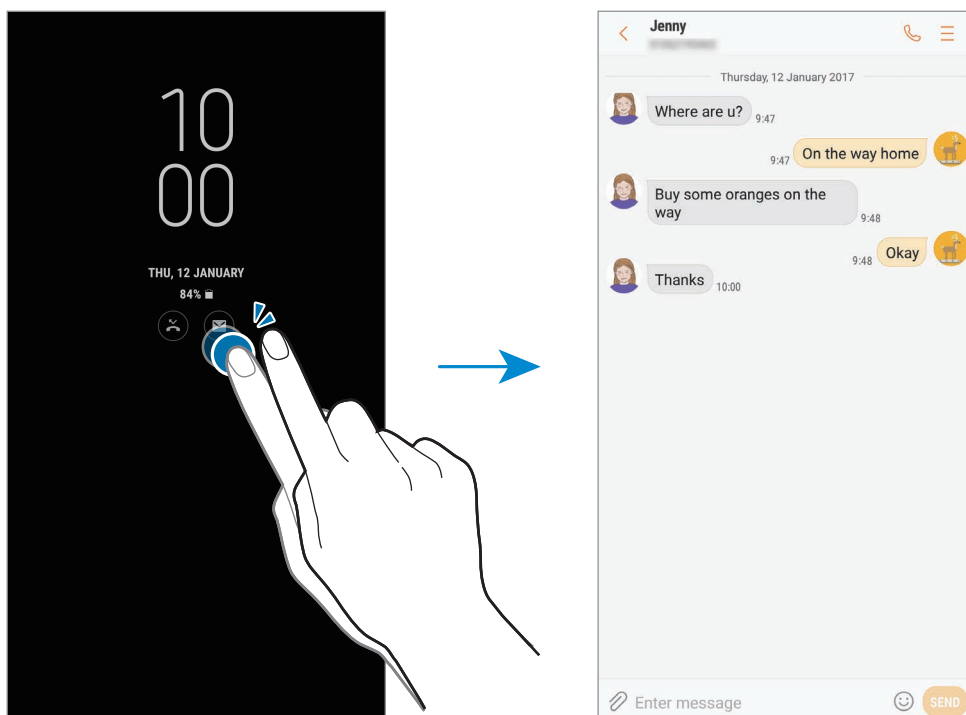 10
00
THU, 12 JANUARY
84%
Jenny
Thursday, 12 January 2017
Where are u?
9:47
9:47
On the way home
Buy some oranges on the
way
9:48
9:48
Okay
Thanks
10:00
Enter message
SEND